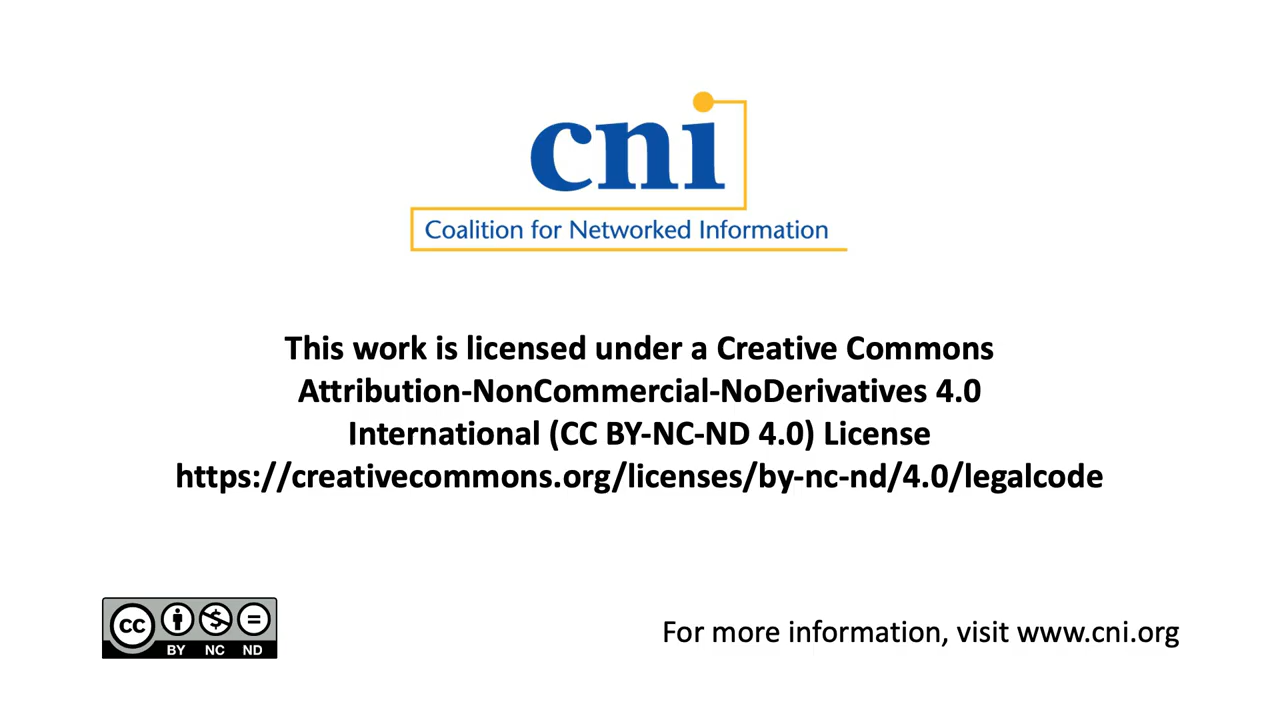 cni
Coalition for Networked Information
This work is licensed under a Creative Commons
Attribution-NonCommercial-NoDerivatives 4.0
International (CC BY-NC-ND 4.0) License
https://creativecommons.org/licenses/by-nc-nd/4.0/legalcode
cc
BY NC ND
For more information, visit www.cni.org